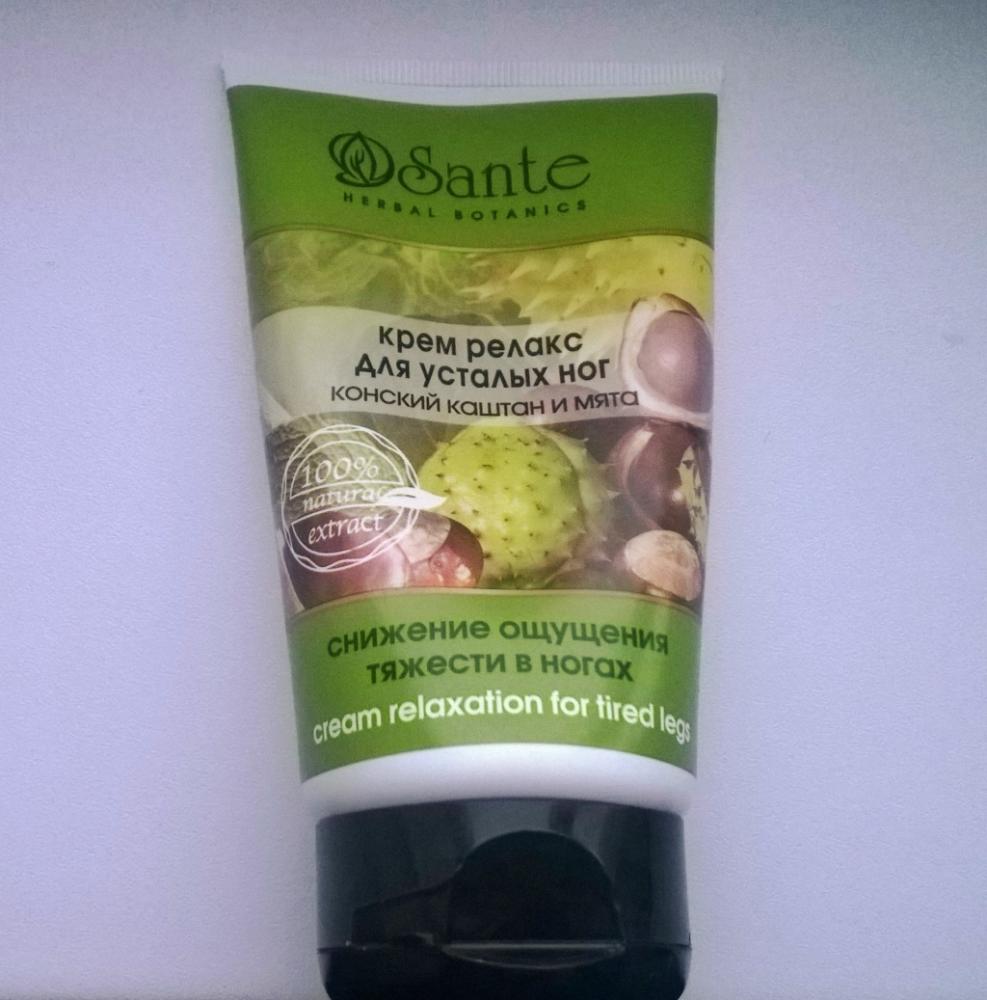 Sante
HERBAL BOTANICS
крем релакс
для усталых ног
конский каштан и мята
100%
natural
extract
снижение ощущения
тяжести в ногах
cream relaxation for tired legs